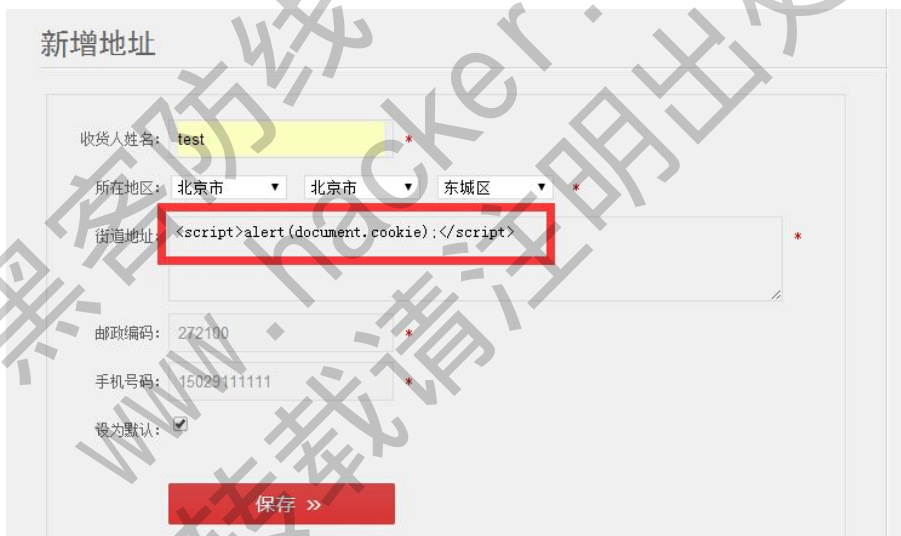 新增地址
收货人姓名: test *
所在地区: 北京市 北京市 东城区 *
街道地址: <script>alert(document.cookie);</script> *
邮政编码: 272100 *
手机号码: 15029111111 *
设为默认:
保存 »
黑客防线
www.hacker.
转载请注明出处